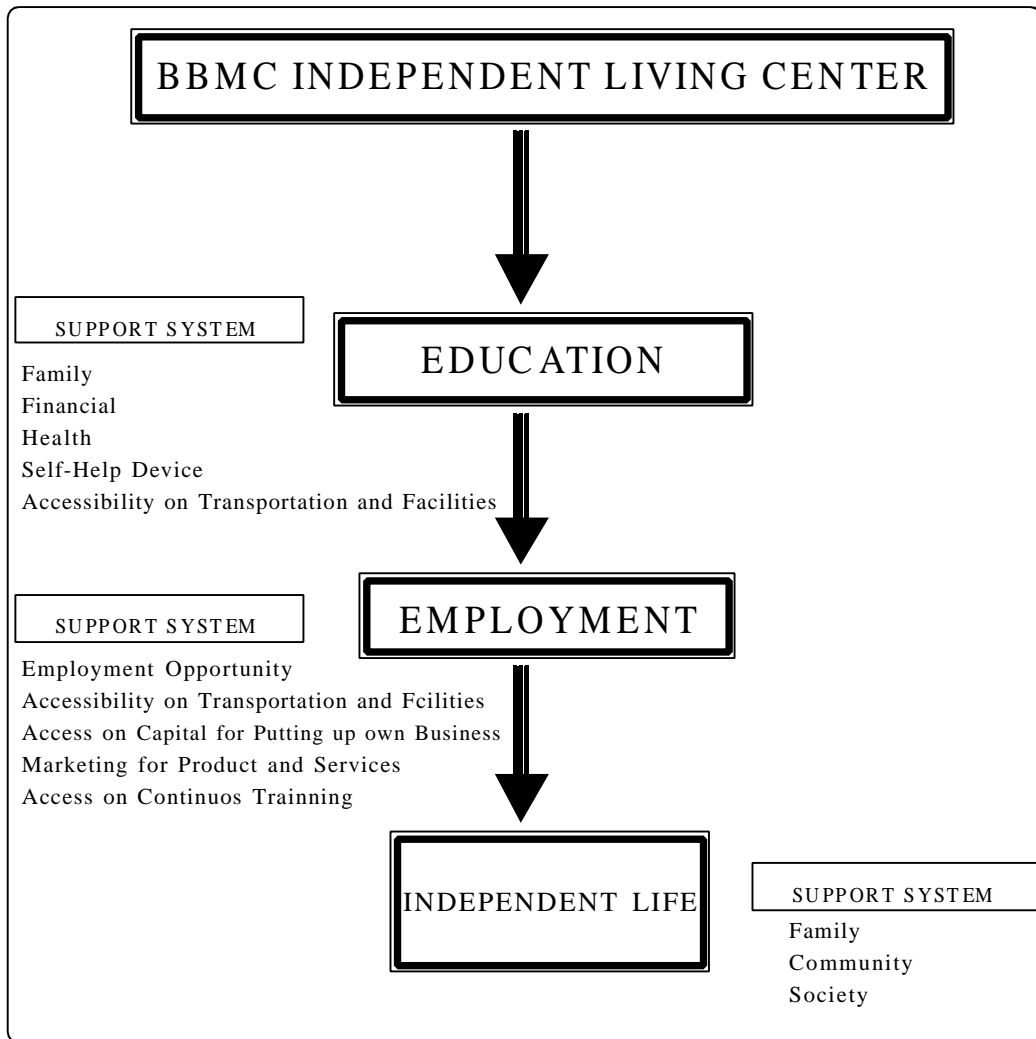 BBMC INDEPENDENT LIVING CENTER
SUPPORT SYSTEM
EDUCATION
Family
Financial
Health
Self-Help Device
Accessibility on Transportation and Facilities
SUPPORT SYSTEM
EMPLOYMENT
Employment Opportunity
Accessibility on Transportation and Fcilities
Access on Capital for Putting up own Business
Marketing for Product and Services
Access on Continuos Trainning
INDEPENDENT LIFE
SUPPORT SYSTEM
Family
Community
Society